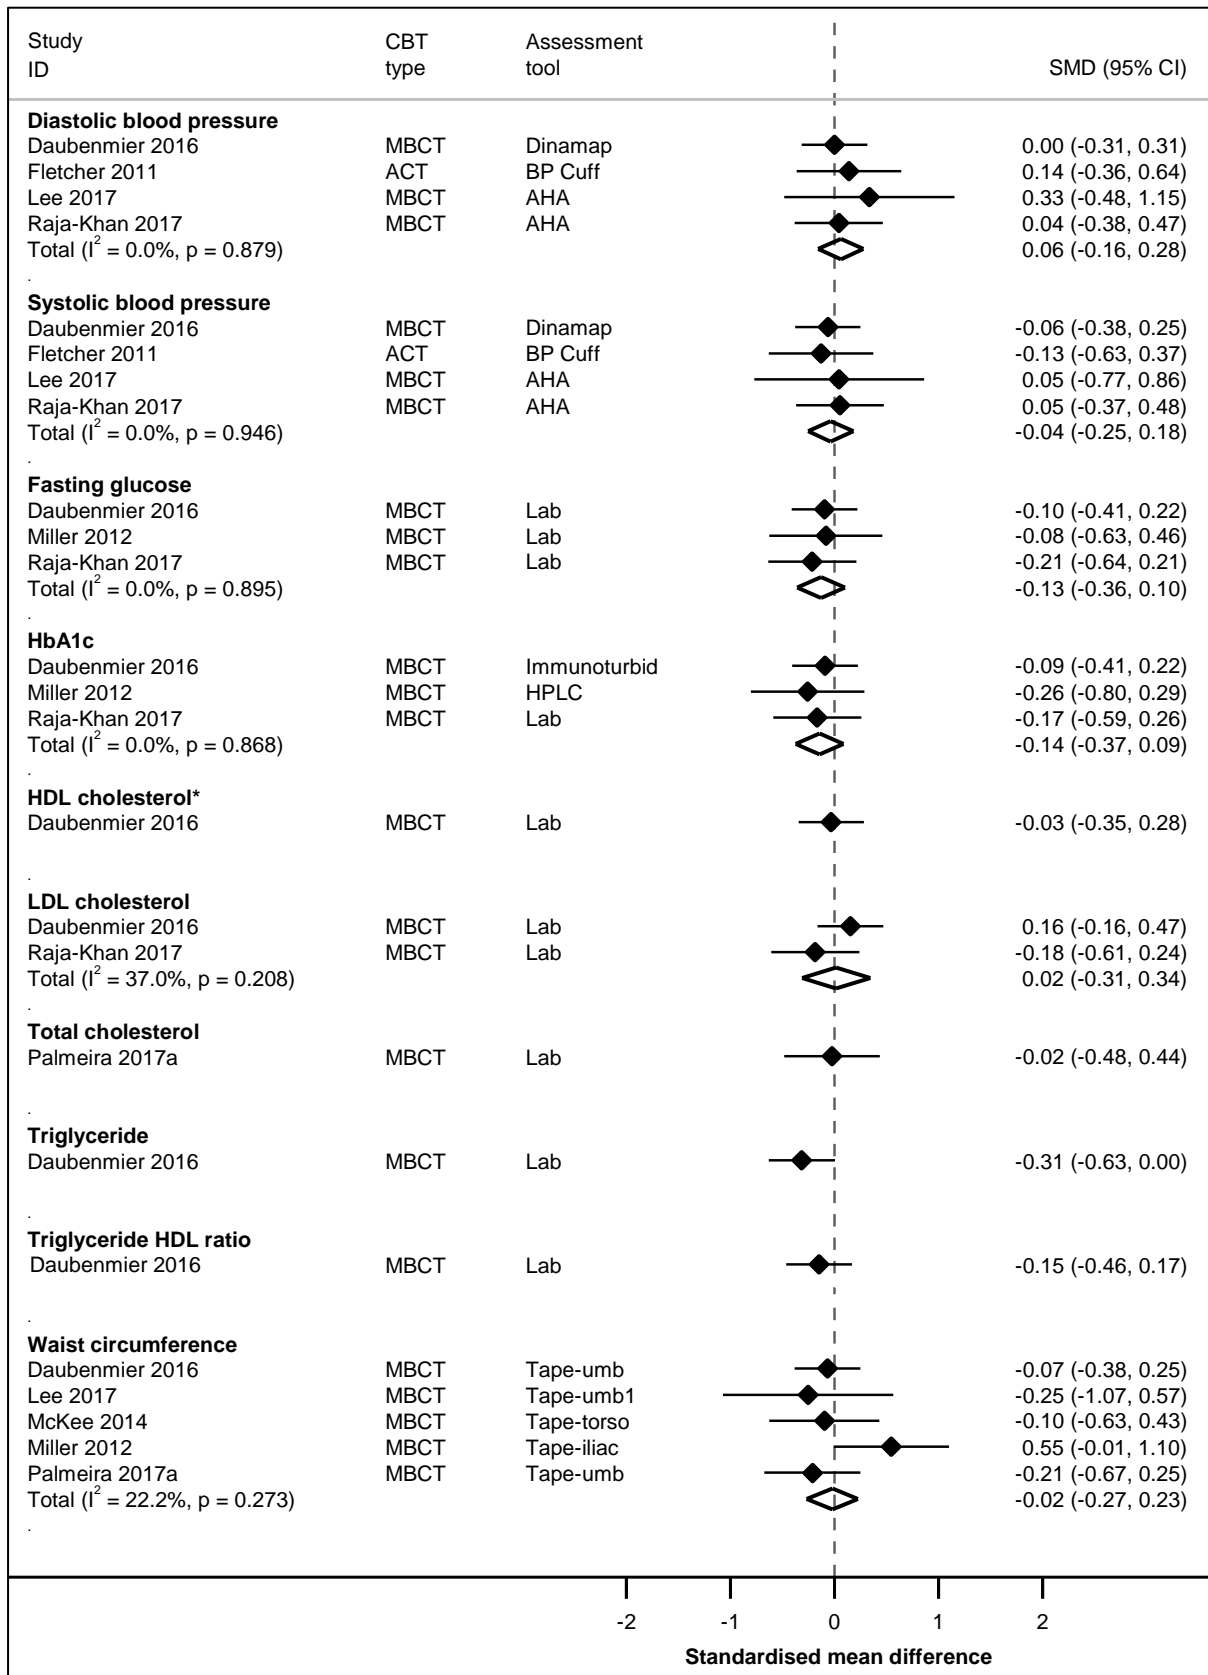 Study CBT Assessment
ID type tool SMD (95% CI)
Diastolic blood pressure
Daubenmier 2016 MBCT Dinamap 0.00 (-0.31, 0.31)
Fletcher 2011 ACT BP Cuff 0.14 (-0.36, 0.64)
Lee 2017 MBCT AHA 0.33 (-0.48, 1.15)
Raja-Khan 2017 MBCT AHA 0.04 (-0.38, 0.47)
Total (I² = 0.0%, p = 0.879) 0.06 (-0.16, 0.28)
.
Systolic blood pressure
Daubenmier 2016 MBCT Dinamap -0.06 (-0.38, 0.25)
Fletcher 2011 ACT BP Cuff -0.13 (-0.63, 0.37)
Lee 2017 MBCT AHA 0.05 (-0.77, 0.86)
Raja-Khan 2017 MBCT AHA 0.05 (-0.37, 0.48)
Total (I² = 0.0%, p = 0.946) -0.04 (-0.25, 0.18)
.
Fasting glucose
Daubenmier 2016 MBCT Lab -0.10 (-0.41, 0.22)
Miller 2012 MBCT Lab -0.08 (-0.63, 0.46)
Raja-Khan 2017 MBCT Lab -0.21 (-0.64, 0.21)
Total (I² = 0.0%, p = 0.895) -0.13 (-0.36, 0.10)
.
HbA1c
Daubenmier 2016 MBCT Immunoturbid -0.09 (-0.41, 0.22)
Miller 2012 MBCT HPLC -0.26 (-0.80, 0.29)
Raja-Khan 2017 MBCT Lab -0.17 (-0.59, 0.26)
Total (I² = 0.0%, p = 0.868) -0.14 (-0.37, 0.09)
.
HDL cholesterol*
Daubenmier 2016 MBCT Lab -0.03 (-0.35, 0.28)
.
LDL cholesterol
Daubenmier 2016 MBCT Lab 0.16 (-0.16, 0.47)
Raja-Khan 2017 MBCT Lab -0.18 (-0.61, 0.24)
Total (I² = 37.0%, p = 0.208) 0.02 (-0.31, 0.34)
.
Total cholesterol
Palmeira 2017a MBCT Lab -0.02 (-0.48, 0.44)
.
Triglyceride
Daubenmier 2016 MBCT Lab -0.31 (-0.63, 0.00)
.
Triglyceride HDL ratio
Daubenmier 2016 MBCT Lab -0.15 (-0.46, 0.17)
.
Waist circumference
Daubenmier 2016 MBCT Tape-umb -0.07 (-0.38, 0.25)
Lee 2017 MBCT Tape-umb1 -0.25 (-1.07, 0.57)
McKee 2014 MBCT Tape-torso -0.10 (-0.63, 0.43)
Miller 2012 MBCT Tape-iliac 0.55 (-0.01, 1.10)
Palmeira 2017a MBCT Tape-umb -0.21 (-0.67, 0.25)
Total (I² = 22.2%, p = 0.273) -0.02 (-0.27, 0.23)
.
-2 -1 0 1 2
Standardised mean difference